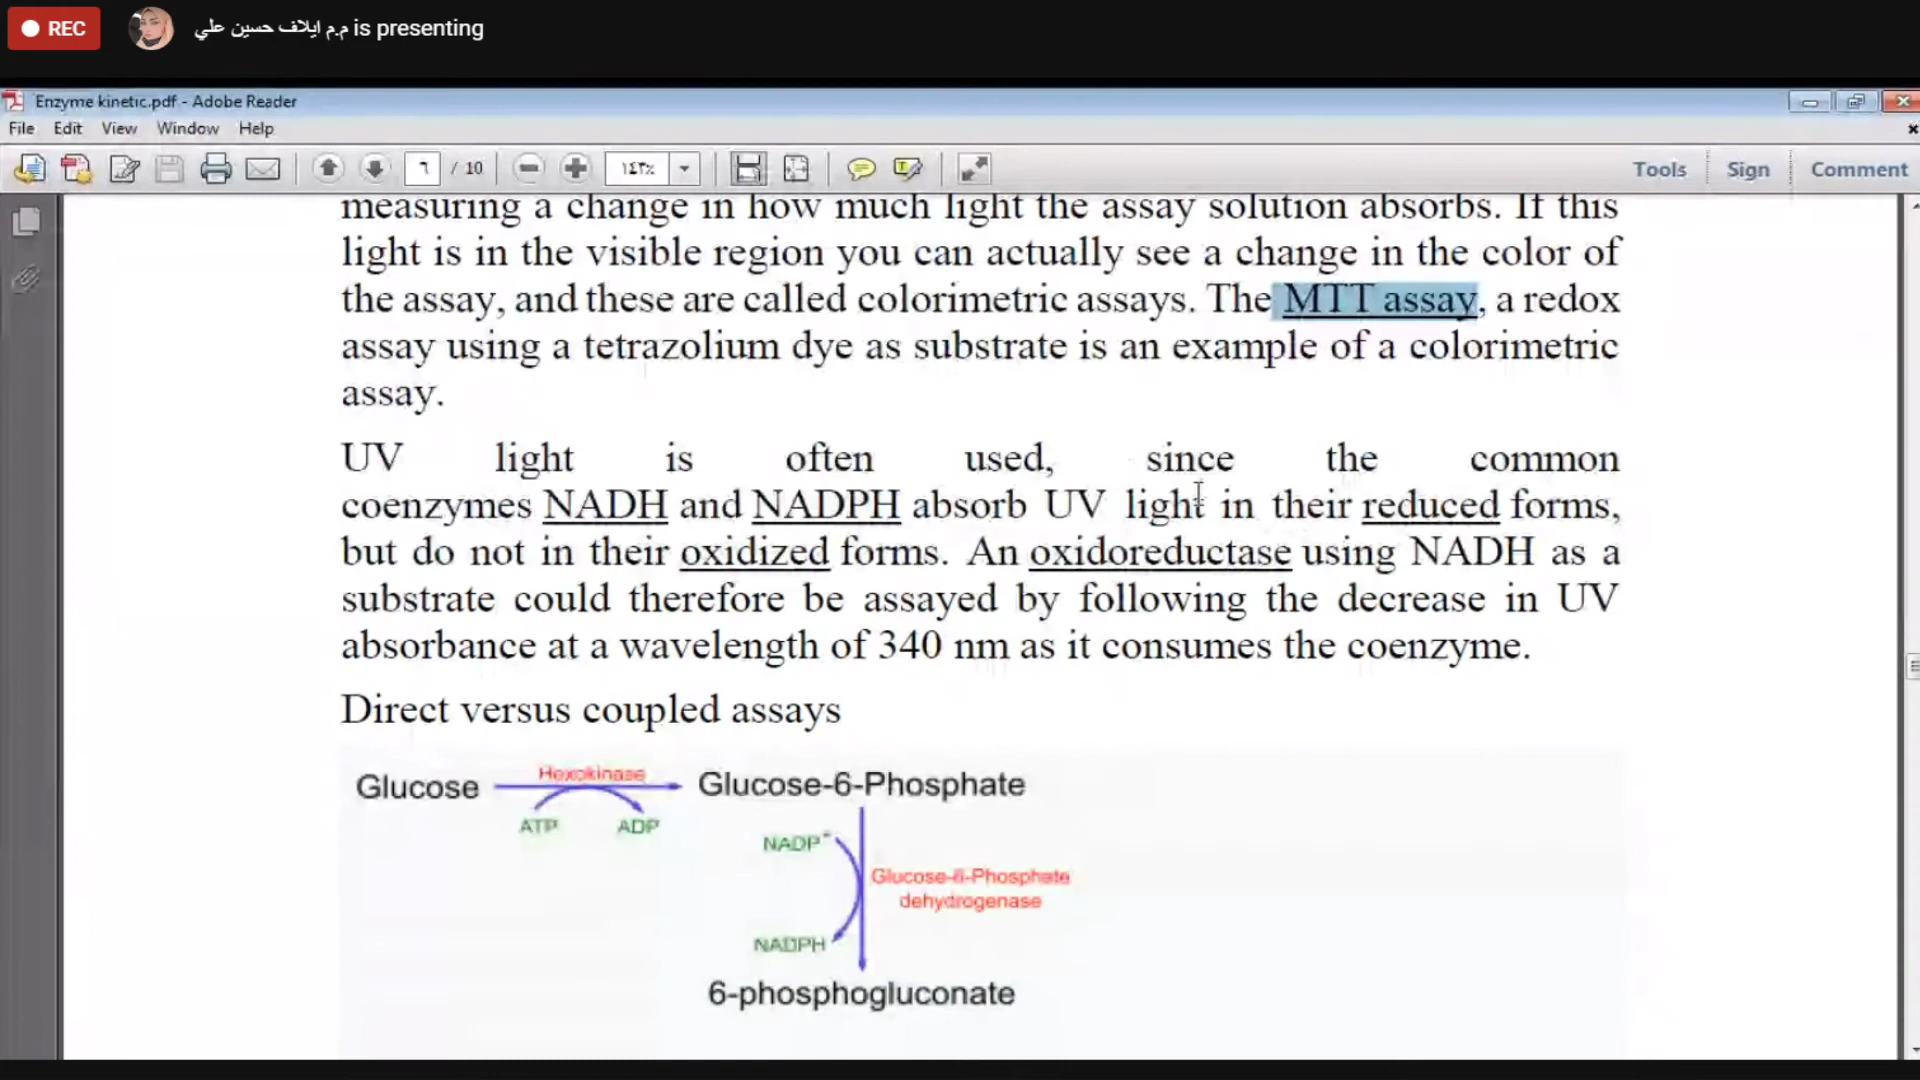 REC
م.م ايلاف حسين علي is presenting
Enzyme kinetic.pdf - Adobe Reader
File Edit View Window Help
٦ / 10 ١٤٣٪ Tools Sign Comment
measuring a change in how much light the assay solution absorbs. If this
light is in the visible region you can actually see a change in the color of
the assay, and these are called colorimetric assays. The MTT assay, a redox
assay using a tetrazolium dye as substrate is an example of a colorimetric
assay.
UV light is often used, since the common
coenzymes NADH and NADPH absorb UV light in their reduced forms,
but do not in their oxidized forms. An oxidoreductase using NADH as a
substrate could therefore be assayed by following the decrease in UV
absorbance at a wavelength of 340 nm as it consumes the coenzyme.
Direct versus coupled assays
Hexokinase
Glucose Glucose-6-Phosphate
ATP ADP
NADP+
Glucose-6-Phosphate
dehydrogenase
NADPH
6-phosphogluconate